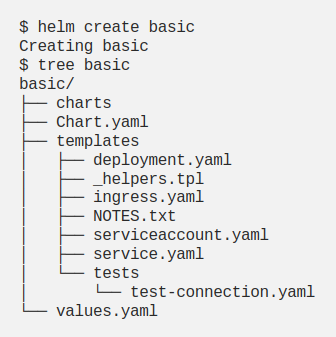 $ helm create basic
Creating basic
$ tree basic
basic/
├── charts
├── Chart.yaml
├── templates
│   ├── deployment.yaml
│   ├── _helpers.tpl
│   ├── ingress.yaml
│   ├── NOTES.txt
│   ├── serviceaccount.yaml
│   ├── service.yaml
│   └── tests
│       └── test-connection.yaml
└── values.yaml